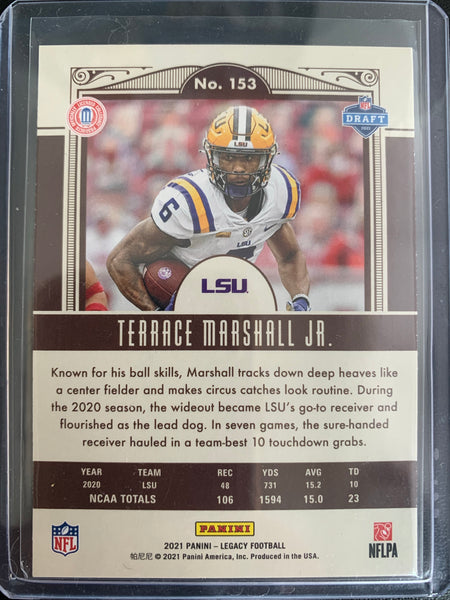 No. 153
NFL
DRAFT
2021
LSU
6
LSU
TERRACE MARSHALL JR.
Known for his ball skills, Marshall tracks down deep heaves like
a center fielder and makes circus catches look routine. During
the 2020 season, the wideout became LSU's go-to receiver and
flourished as the lead dog. In seven games, the sure-handed
receiver hauled in a team-best 10 touchdown grabs.
YEAR TEAM REC YDS AVG TD
2020 LSU 48 731 15.2 10
NCAA TOTALS 106 1594 15.0 23
NFL
PANINI
NFLPA
2021 PANINI – LEGACY FOOTBALL
帕尼尼 © 2021 Panini America, Inc. Produced in the USA.